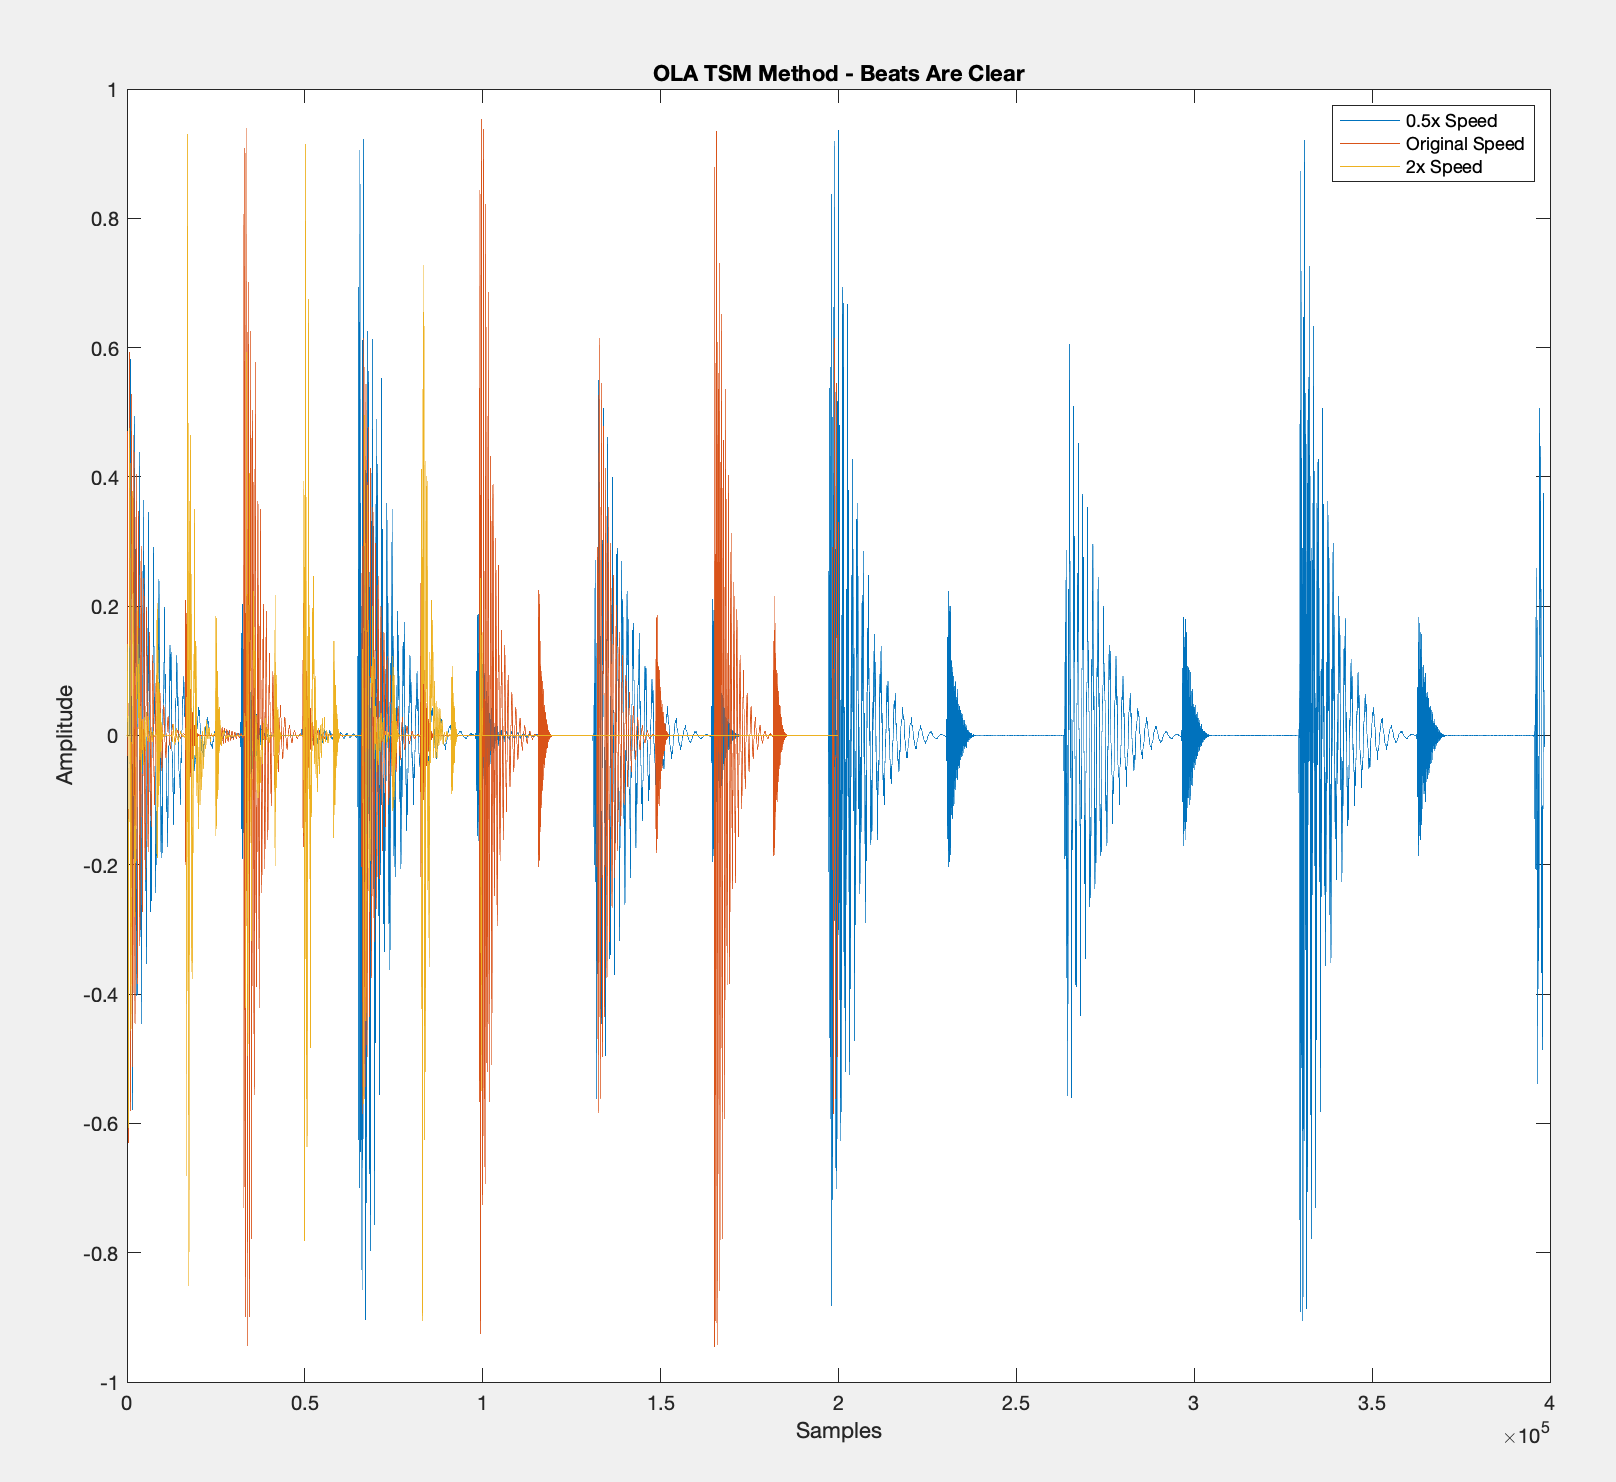 OLA TSM Method - Beats Are Clear
0.5x Speed
Original Speed
2x Speed
Amplitude
1
0.8
0.6
0.4
0.2
0
-0.2
-0.4
-0.6
-0.8
-1
0 0.5 1 1.5 2 2.5 3 3.5 4
Samples
×10^5